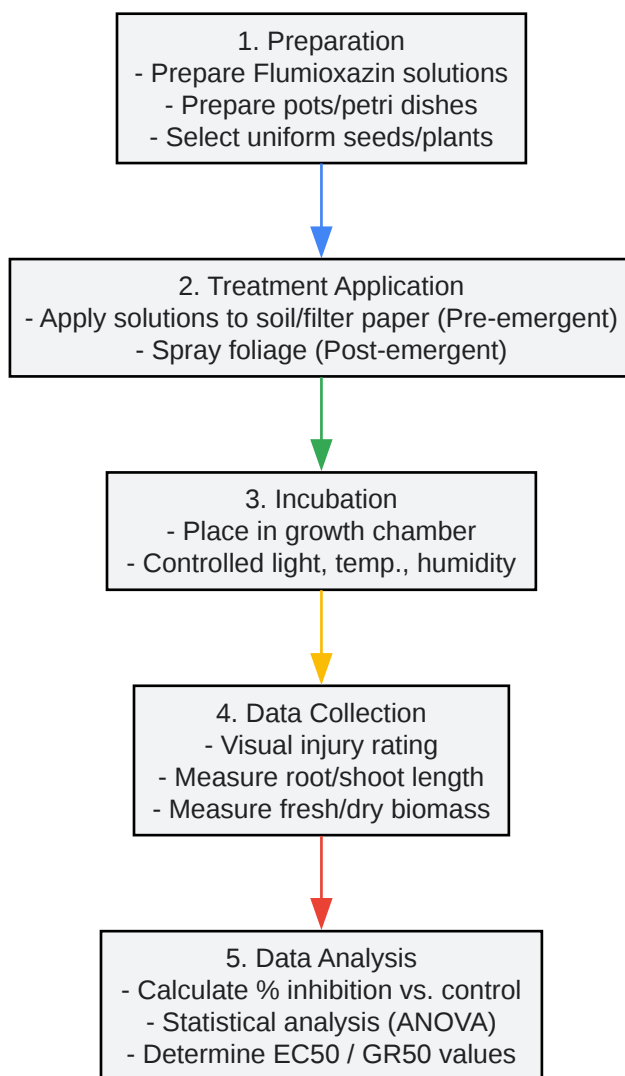 1. Preparation
- Prepare Flumioxazin solutions
- Prepare pots/petri dishes
- Select uniform seeds/plants
2. Treatment Application
- Apply solutions to soil/filter paper (Pre-emergent)
- Spray foliage (Post-emergent)
3. Incubation
- Place in growth chamber
- Controlled light, temp., humidity
4. Data Collection
- Visual injury rating
- Measure root/shoot length
- Measure fresh/dry biomass
5. Data Analysis
- Calculate % inhibition vs. control
- Statistical analysis (ANOVA)
- Determine EC50 / GR50 values